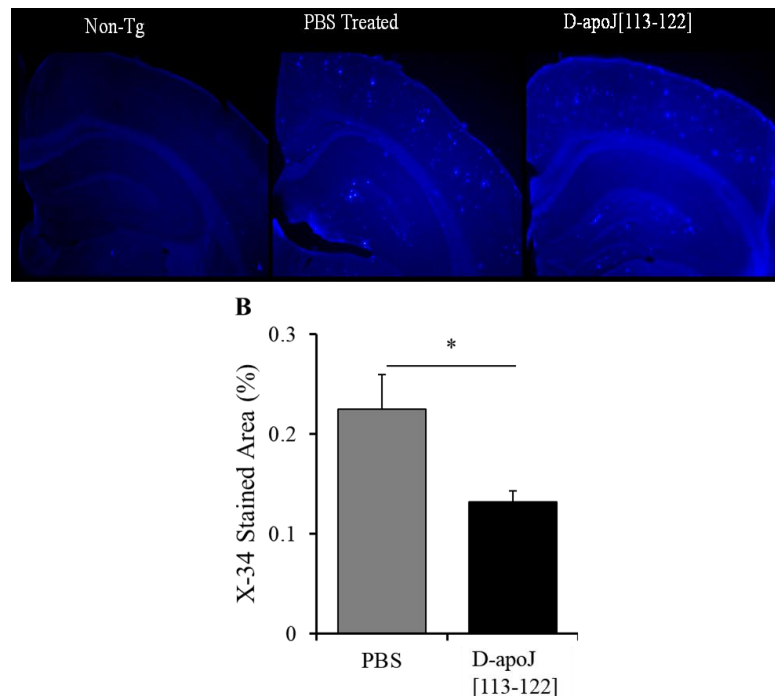 Non-Tg
PBS Treated
D-apoJ[113-122]
B
0.3
*
0.2
0.1
0
X-34 Stained Area (%)
PBS
D-apoJ
[113-122]